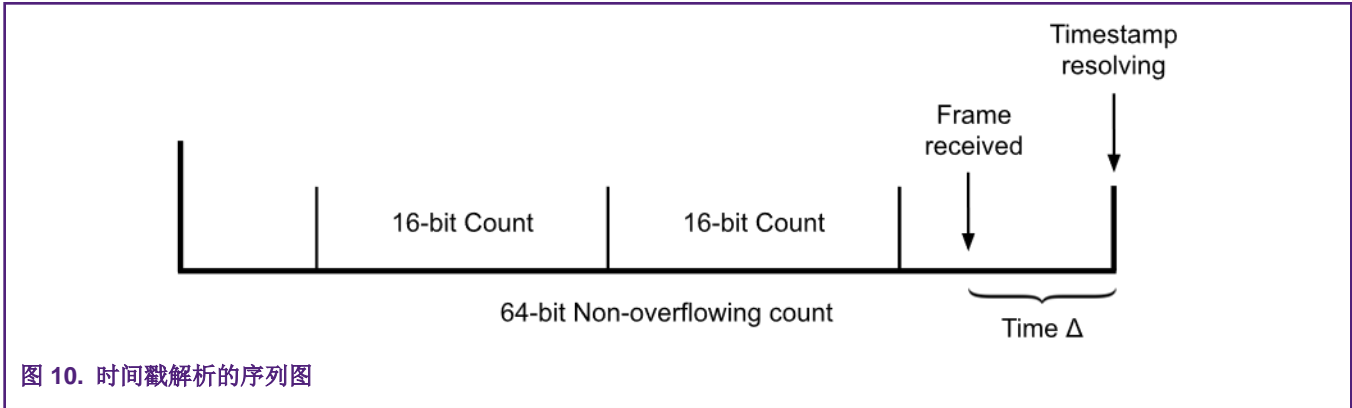 Timestamp
resolving
Frame
received
16-bit Count
16-bit Count
64-bit Non-overflowing count
Time Δ
图 10. 时间戳解析的序列图